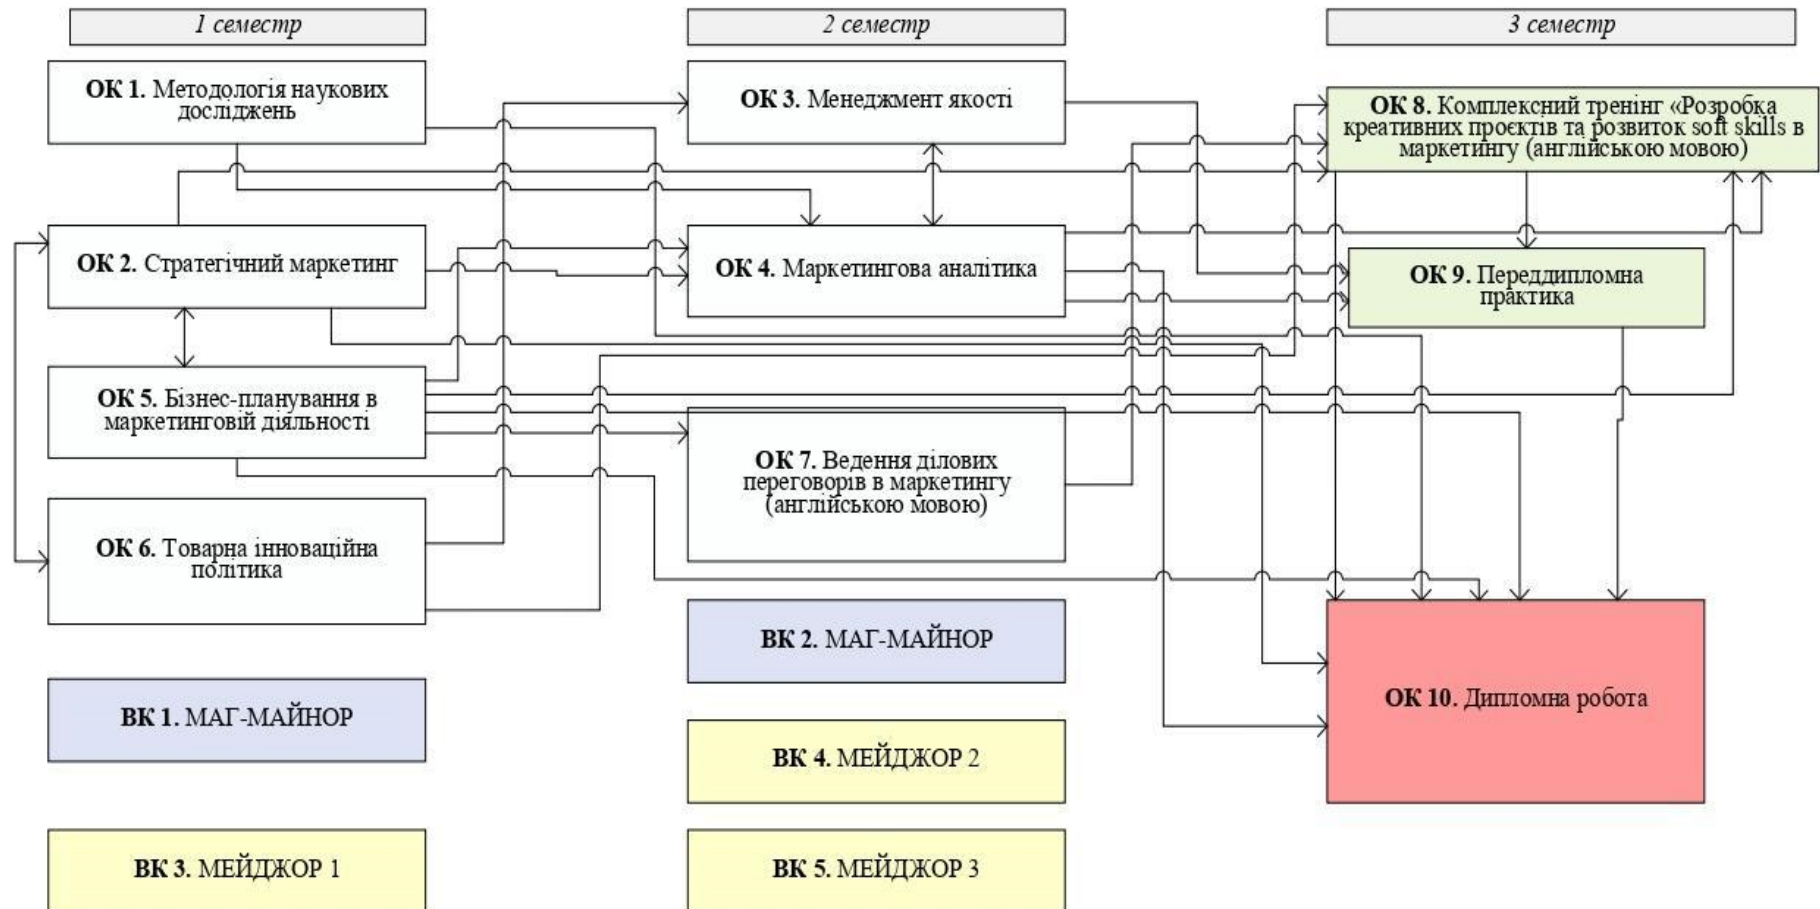 1 семестр
2 семестр
3 семестр
ОК 1. Методологія наукових
досліджень
ОК 2. Стратегічний маркетинг
ОК 5. Бізнес-планування в
маркетинговій діяльності
ОК 6. Товарна інноваційна
політика
ВК 1. МАГ-МАЙНОР
ВК 3. МЕЙДЖОР 1
ОК 3. Менеджмент якості
ОК 4. Маркетингова аналітика
ОК 7. Ведення ділових
переговорів в маркетингу
(англійською мовою)
ВК 2. МАГ-МАЙНОР
ВК 4. МЕЙДЖОР 2
ВК 5. МЕЙДЖОР 3
ОК 8. Комплексний тренінг «Розробка
креативних проєктів та розвиток soft skills в
маркетингу (англійською мовою)
ОК 9. Переддипломна
практика
ОК 10. Дипломна робота